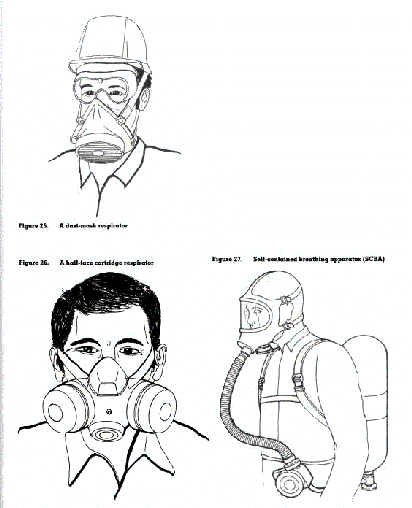 Figure 25. A dust-mask respirator
Figure 26. A half-face cartridge respirator
Figure 27. Self-contained breathing apparatus (SCBA)